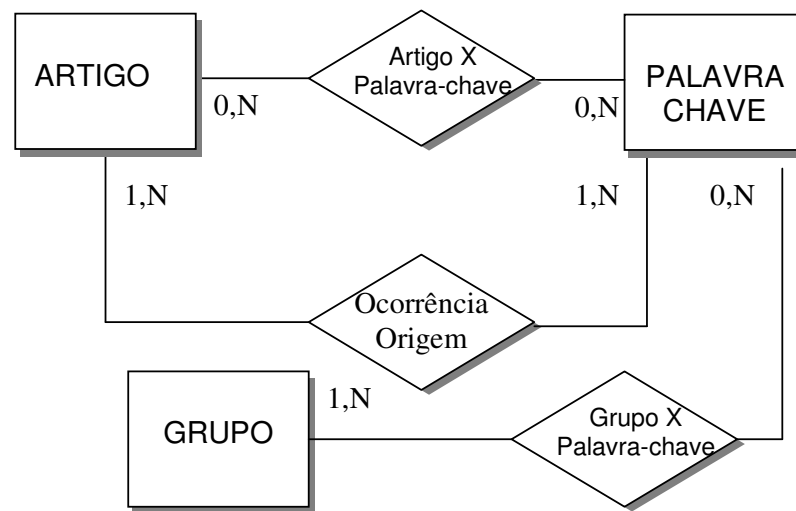 ARTIGO
Artigo X
Palavra-chave
PALAVRA
CHAVE
0,N
0,N
1,N
1,N
0,N
Ocorrência
Origem
1,N
GRUPO
Grupo X
Palavra-chave